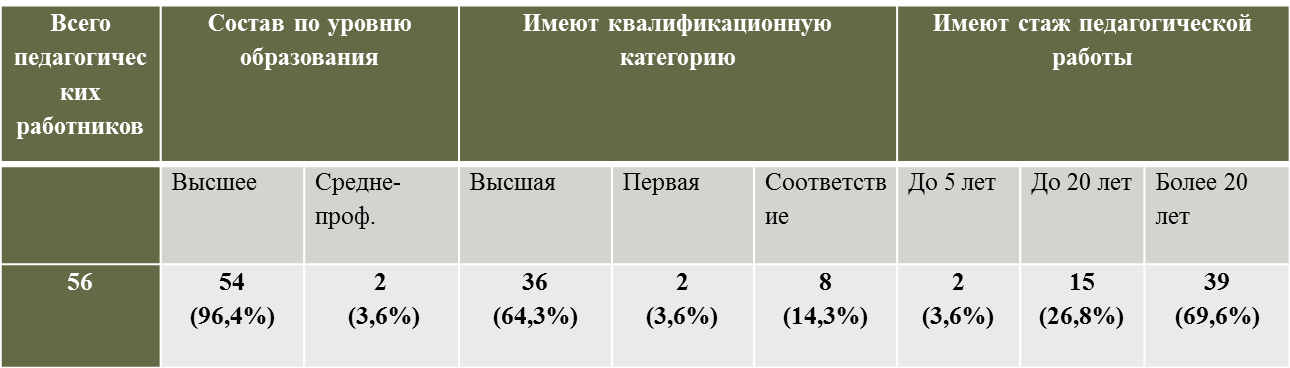 Всего
педагогичес
ких
работников
Состав по уровню
образования
Имеют квалификационную
категорию
Имеют стаж педагогической
работы
Высшее
Средне-
проф.
Высшая
Первая
Соответств
ие
До 5 лет
До 20 лет
Более 20
лет
56
54
(96,4%)
2
(3,6%)
36
(64,3%)
2
(3,6%)
8
(14,3%)
2
(3,6%)
15
(26,8%)
39
(69,6%)